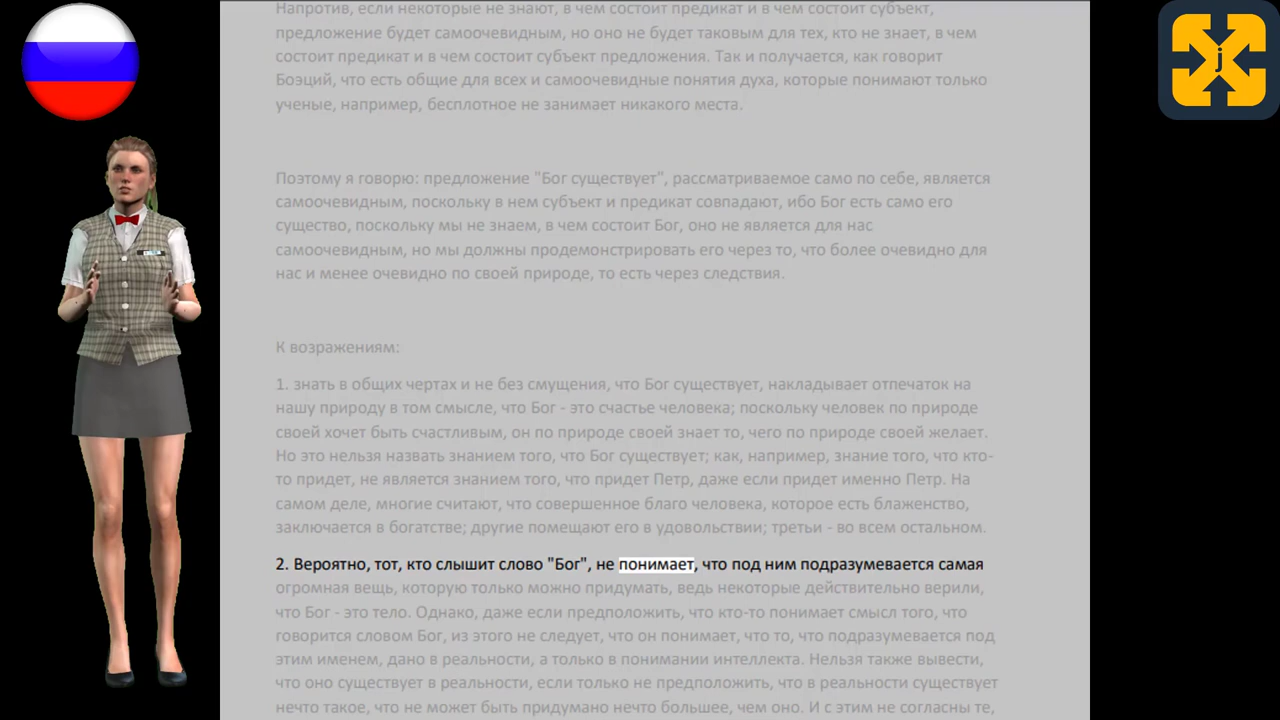 Напротив, если некоторые не знают, в чем состоит предикат и в чем состоит субъект,
предложение будет самоочевидным, но оно не будет таковым для тех, кто не знает, в чем
состоит предикат и в чем состоит субъект предложения. Так и получается, как говорит
Боэций, что есть общие для всех и самоочевидные понятия духа, которые понимают только
ученые, например, бесплотное не занимает никакого места.
Поэтому я говорю: предложение "Бог существует", рассматриваемое само по себе, является
самоочевидным, поскольку в нем субъект и предикат совпадают, ибо Бог есть само его
существо, поскольку мы не знаем, в чем состоит Бог, оно не является для нас
самоочевидным, но мы должны продемонстрировать его через то, что более очевидно для
нас и менее очевидно по своей природе, то есть через следствия.
К возражениям:
1. знать в общих чертах и не без смущения, что Бог существует, накладывает отпечаток на
нашу природу в том смысле, что Бог - это счастье человека; поскольку человек по природе
своей хочет быть счастливым, он по природе своей знает то, чего по природе своей желает.
Но это нельзя назвать знанием того, что Бог существует; как, например, знание того, что кто-
то придет, не является знанием того, что придет Петр, даже если придет именно Петр. На
самом деле, многие считают, что совершенное благо человека, которое есть блаженство,
заключается в богатстве; другие помещают его в удовольствии; третьи - во всем остальном.
2. Вероятно, тот, кто слышит слово "Бог", не понимает, что под ним подразумевается самая
огромная вещь, которую только можно придумать, ведь некоторые действительно верили,
что Бог - это тело. Однако, даже если предположить, что кто-то понимает смысл того, что
говорится словом Бог, из этого не следует, что он понимает, что то, что подразумевается под
этим именем, дано в реальности, а только в понимании интеллекта. Нельзя также вывести,
что оно существует в реальности, если только не предположить, что в реальности существует
нечто такое, что не может быть придумано нечто большее, чем оно. И с этим не согласны те,
j